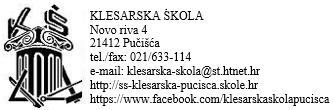 KŠ
KLESARSKA ŠKOLA
Novo riva 4
21412 Pučišća
tel./fax: 021/633-114
e-mail: klesarska-skola@st.htnet.hr
http://ss-klesarska-pucisca.skole.hr
https://www.facebook.com/klesarskaskolapucisca